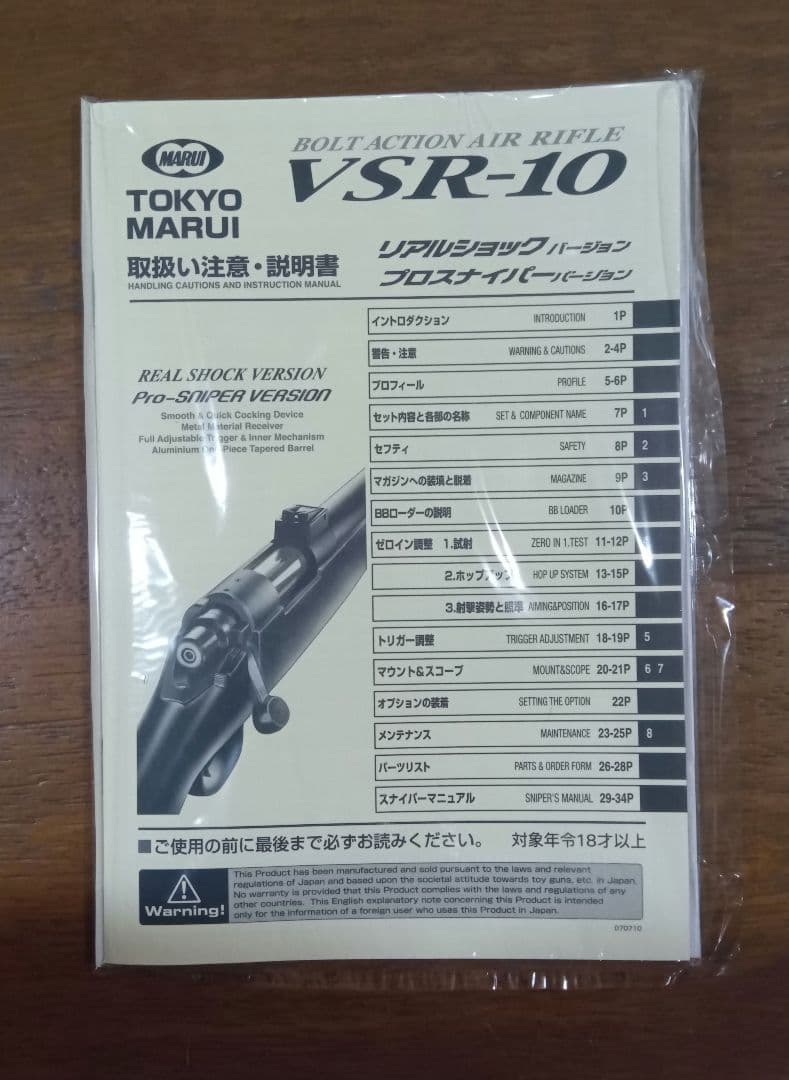 MARUI
TOKYO
MARUI
BOLT ACTION AIR RIFLE
VSR-10
取扱い注意・説明書
HANDLING CAUTIONS AND INSTRUCTION MANUAL
リアルショックバージョン
プロスナイパーバージョン
REAL SHOCK VERSION
Pro-SNIPER VERSION
Smooth & Quick Cocking Device
Metal Material Receiver
Full Adjustable Trigger & Inner Mechanism
Aluminium One-Piece Tapered Barrel
イントロダクション INTRODUCTION 1P
警告・注意 WARNING & CAUTIONS 2-4P
プロフィール PROFILE 5-6P
セット内容と各部の名称 SET & COMPONENT NAME 7P 1
セフティ SAFETY 8P 2
マガジンへの装填と脱着 MAGAZINE 9P 3
BBローダーの説明 BB LOADER 10P
ゼロイン調整 1.試射 ZERO IN 1.TEST 11-12P 4
2.ホップアップ HOP UP SYSTEM 13-15P
3.射撃姿勢と照準 AIMING&POSITION 16-17P
トリガー調整 TRIGGER ADJUSTMENT 18-19P 5
マウント&スコープ MOUNT&SCOPE 20-21P 6 7
オプションの装着 SETTING THE OPTION 22P
メンテナンス MAINTENANCE 23-25P 8
パーツリスト PARTS & ORDER FORM 26-28P
スナイパーマニュアル SNIPER'S MANUAL 29-34P
■ご使用の前に最後まで必ずお読みください。 対象年令18才以上
Warning!
This Product has been manufactured and sold pursuant to the laws and relevant
regulations of Japan and based upon the societal attitude towards toy guns, etc. in Japan.
No warranty is provided that this Product complies with the laws and regulations of any
other countries. This English explanatory note concerning this Product is intended
only for the information of a foreign user who uses this Product in Japan.
070710